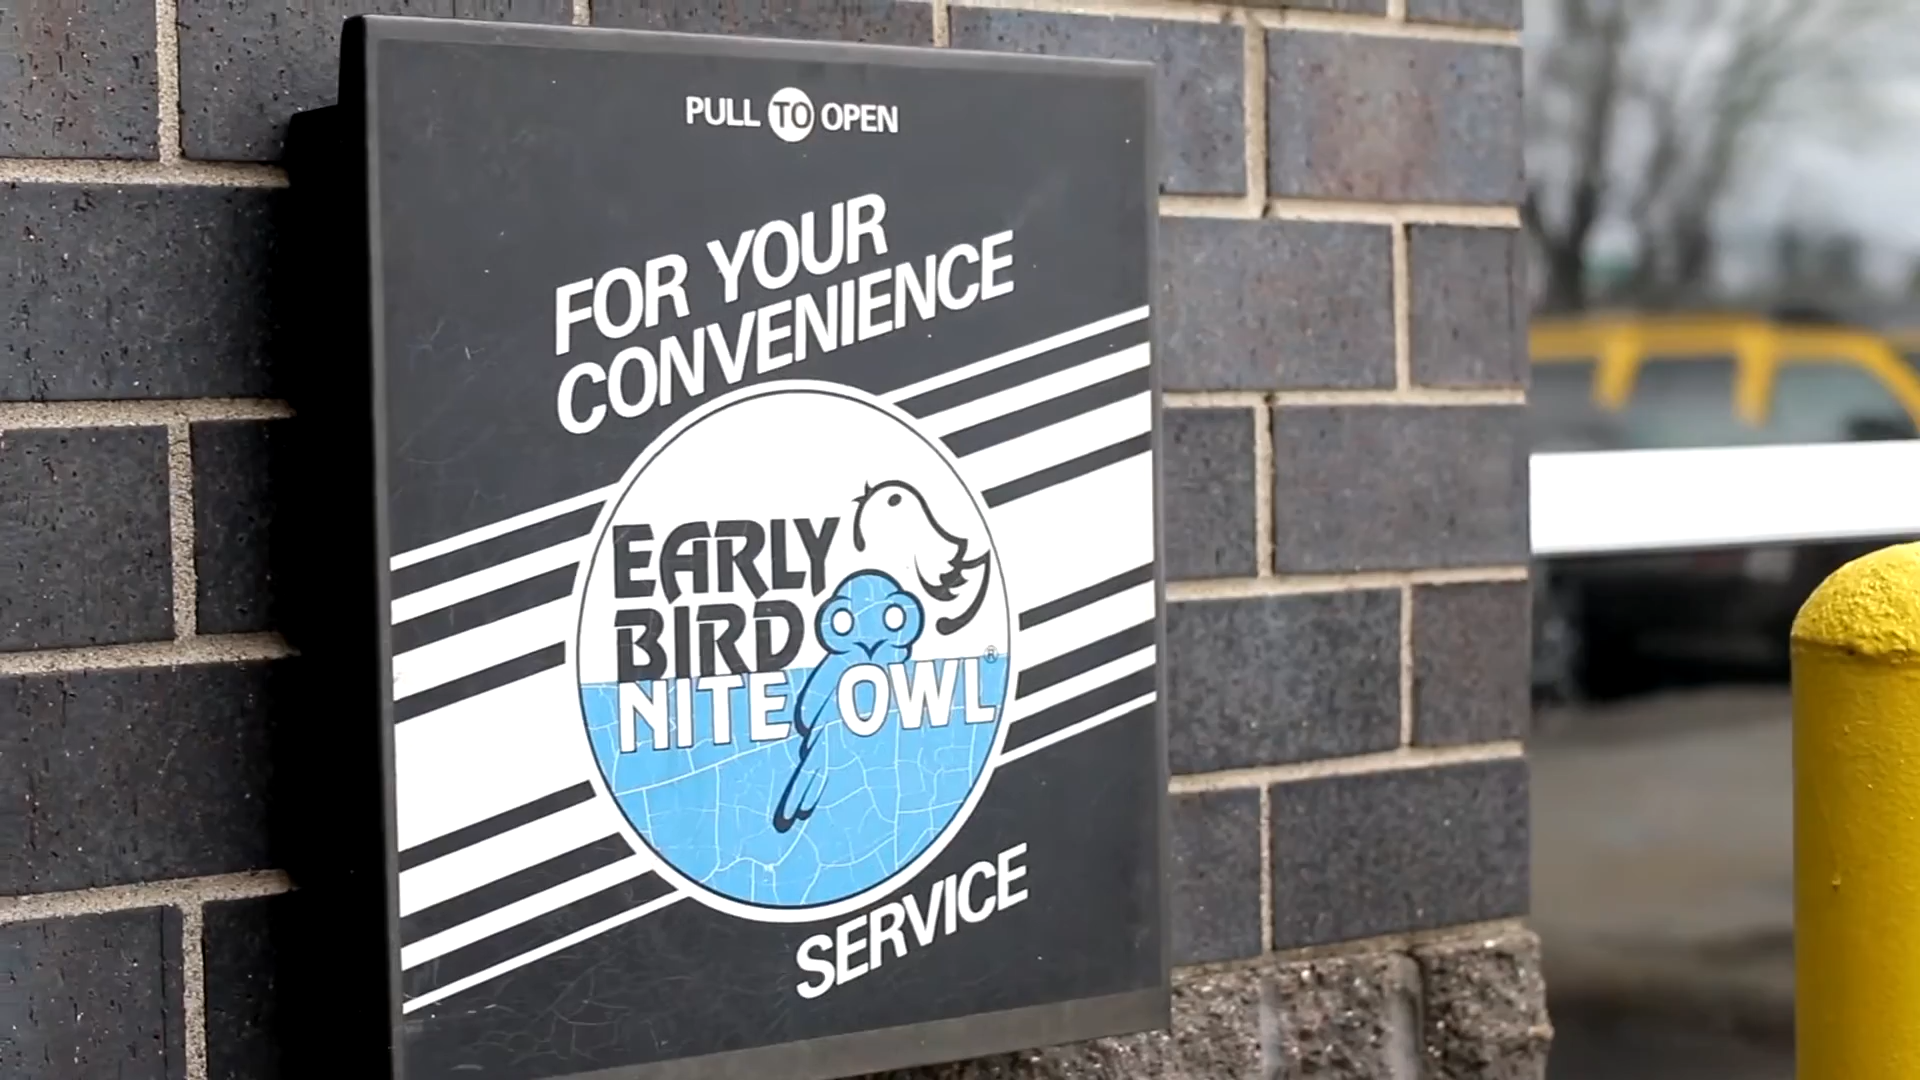 PULL TO OPEN
FOR YOUR
CONVENIENCE
EARLY
BIRD
NITE OWL®
SERVICE